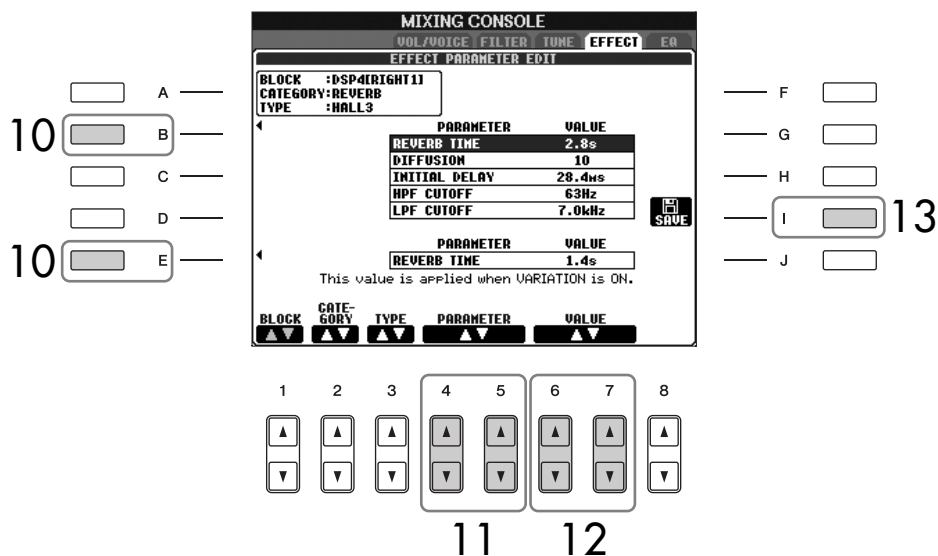 MIXING CONSOLE
VOL/VOICE FILTER TUNE EFFECT EQ
EFFECT PARAMETER EDIT
BLOCK :DSP4[RIGHT1]
CATEGORY:REVERB
TYPE :HALL3
A
F
10
B
G
C
H
D
I
13
10
E
J
PARAMETER VALUE
REVERB TIME 2.8s
DIFFUSION 10
INITIAL DELAY 28.4ms
HPF CUTOFF 63Hz
LPF CUTOFF 7.0kHz
SAVE
PARAMETER VALUE
REVERB TIME 1.4s
This value is applied when VARIATION is ON.
BLOCK CATE-GORY TYPE PARAMETER VALUE
1 2 3 4 5 6 7 8
11 12